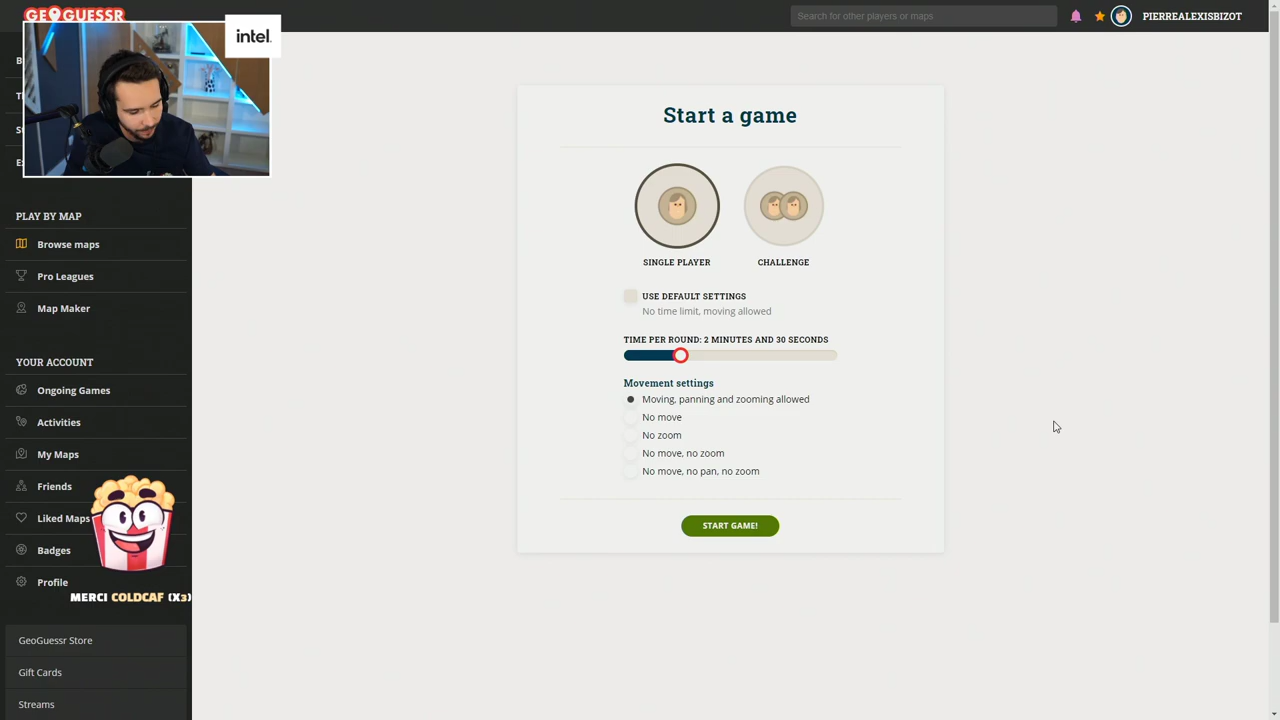 GEOGUESSR
intel.
Search for other players or maps
PIERREALEXISBIZOT
PLAY BY MAP
Browse maps
Pro Leagues
Map Maker
YOUR ACCOUNT
Ongoing Games
Activities
My Maps
Friends
Liked Maps
Badges
Profile
MERCI COLDCAF (X3)
GeoGuessr Store
Gift Cards
Streams
Start a game
SINGLE PLAYER
CHALLENGE
USE DEFAULT SETTINGS
No time limit, moving allowed
TIME PER ROUND: 2 MINUTES AND 30 SECONDS
Movement settings
Moving, panning and zooming allowed
No move
No zoom
No move, no zoom
No move, no pan, no zoom
START GAME!